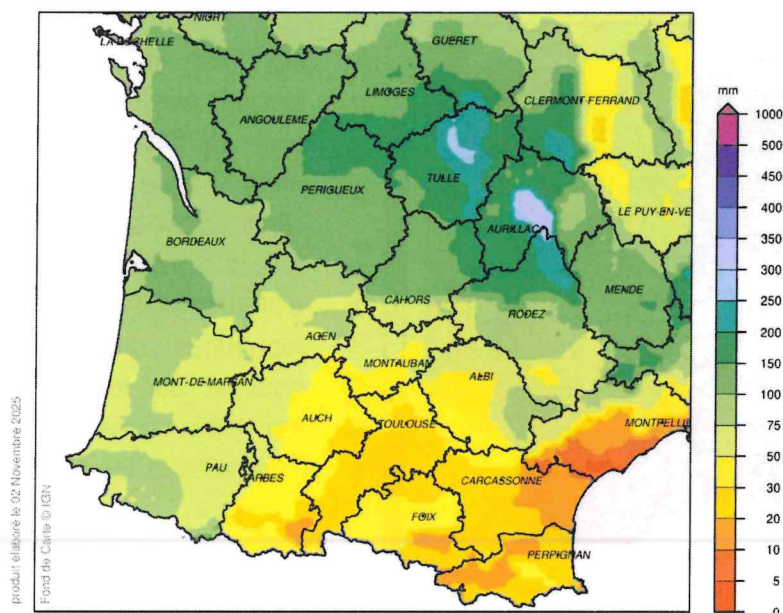 NIORT
LA ROCHELLE
GUERET
LIMOGES
CLERMONT-FERRAND
ANGOULEME
TULLE
PERIGUEUX
LE PUY-EN-VE
AURILLAC
BORDEAUX
MENDE
CAHORS
RODEZ
AGEN
MONTAUBAN
ALBI
MONT-DE-MARSAN
AUCH
TOULOUSE
MONTPELLIE
PAU
TARBES
CARCASSONNE
FOIX
PERPIGNAN
mm
1000
500
450
400
350
300
250
200
150
100
75
50
40
30
20
10
5
0
produit élaboré le 02 Novembre 2025
Fond de Carte © IGN